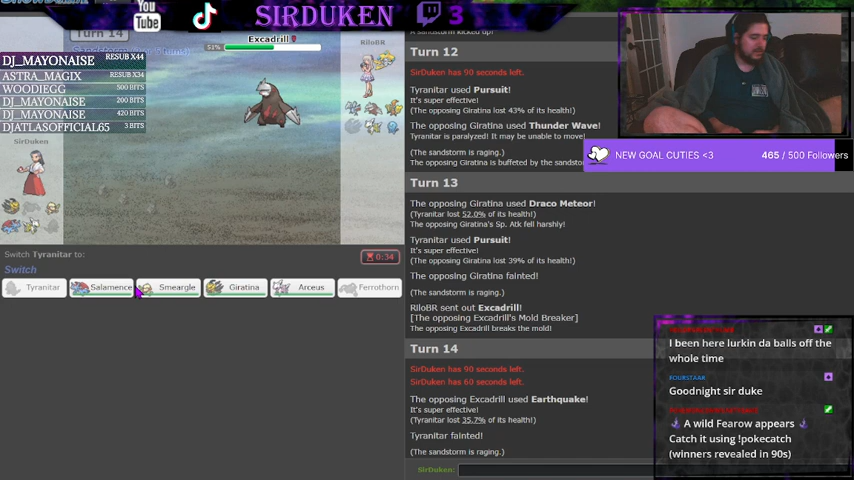 You Tube
SIRDUKEN
3
Turn 14
DJ_MAYONAISE RESUB X44
ASTRA_MAGIX RESUB X34
WOODIEGG 500 BITS
DJ_MAYONAISE 200 BITS
DJ_MAYONAISE 420 BITS
DJATLASOFFICIAL65 3 BITS
Excadrill
51%
RiloBR
SirDuken
Switch Tyranitar to:
0:34
Switch
Tyranitar
Salamence
Smeargle
Giratina
Arceus
Ferrothorn
Turn 12
SirDuken has 90 seconds left.
Tyranitar used Pursuit!
It's super effective!
(The opposing Giratina lost 43% of its health!)
The opposing Giratina used Thunder Wave!
Tyranitar is paralyzed! It may be unable to move!
(The sandstorm is raging.)
The opposing Giratina is buffeted by the
Turn 13
The opposing Giratina used Draco Meteor!
(Tyranitar lost 52.0% of its health!)
The opposing Giratina's Sp. Atk fell harshly!
Tyranitar used Pursuit!
It's super effective!
(The opposing Giratina lost 39% of its health!)
The opposing Giratina fainted!
(The sandstorm is raging.)
RiloBR sent out Excadrill!
[The opposing Excadrill's Mold Breaker]
The opposing Excadrill breaks the mold!
Turn 14
SirDuken has 90 seconds left.
SirDuken has 60 seconds left.
The opposing Excadrill used Earthquake!
It's super effective!
(Tyranitar lost 35.7% of its health!)
Tyranitar fainted!
(The sandstorm is raging.)
SirDuken:
NEW GOAL CUTIES <3 465 / 500 Followers
I been here lurkin da balls off the
whole time
FOURSTAAR
Goodnight sir duke
A wild Fearow appears
Catch it using !pokecatch
(winners revealed in 90s)